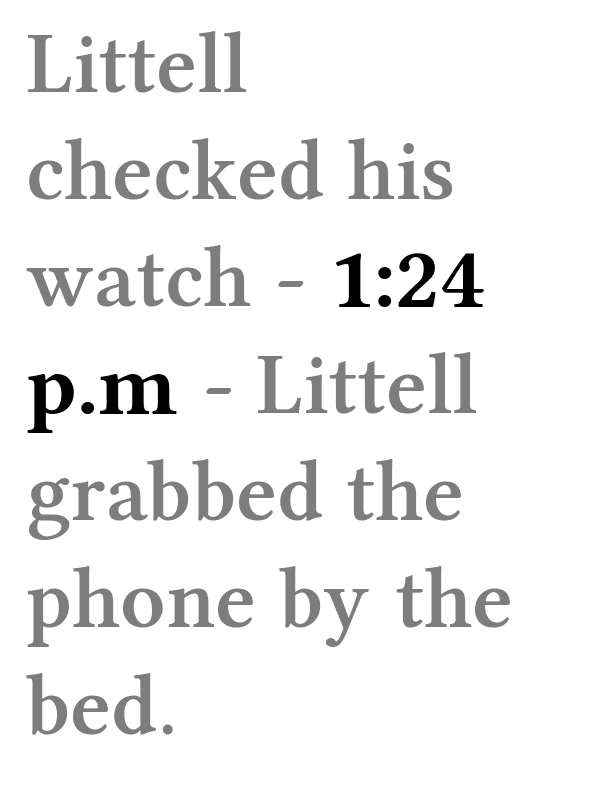 Littell
checked his
watch - 1:24
p.m - Littell
grabbed the
phone by the
bed.